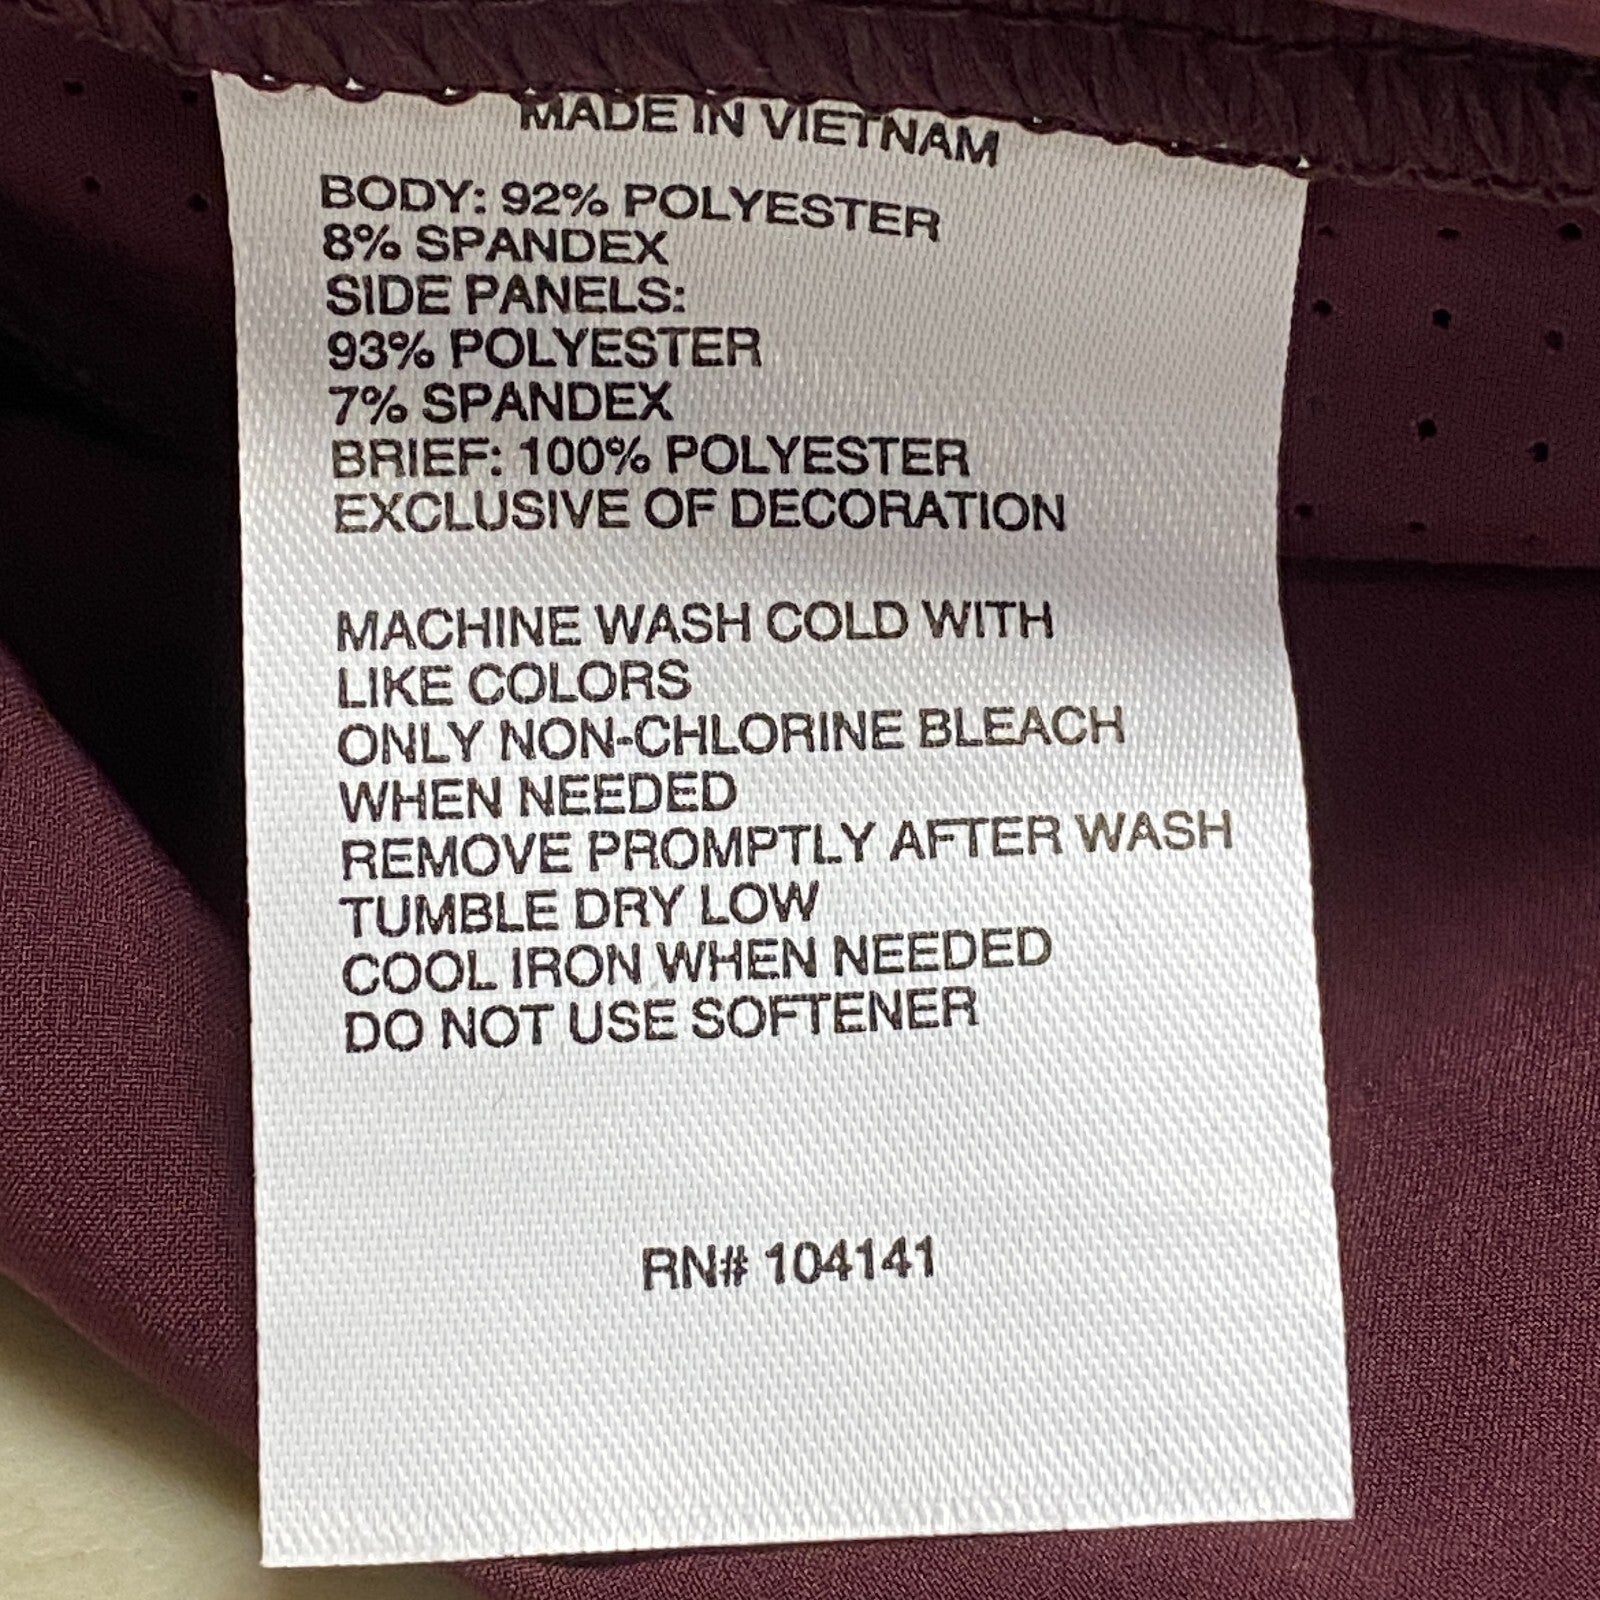 MADE IN VIETNAM
BODY: 92% POLYESTER
8% SPANDEX
SIDE PANELS:
93% POLYESTER
7% SPANDEX
BRIEF: 100% POLYESTER
EXCLUSIVE OF DECORATION
MACHINE WASH COLD WITH
LIKE COLORS
ONLY NON-CHLORINE BLEACH
WHEN NEEDED
REMOVE PROMPTLY AFTER WASH
TUMBLE DRY LOW
COOL IRON WHEN NEEDED
DO NOT USE SOFTENER
RN# 104141